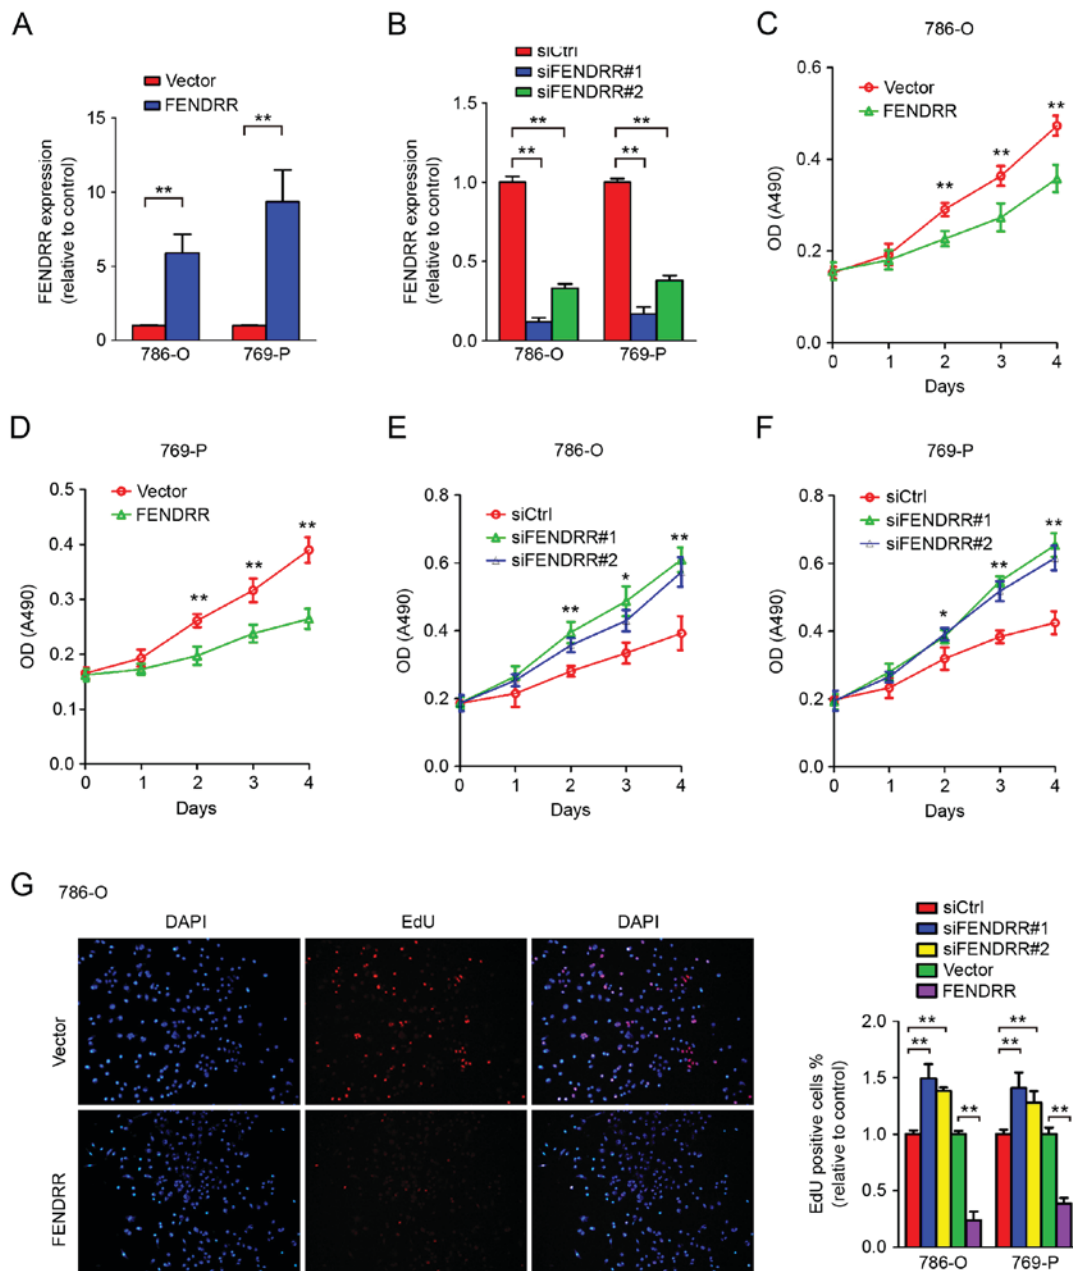 A
Vector
FENDRR
FENDRR expression
(relative to control)
15
10
5
0
**
**
786-O
769-P
B
siCtrl
siFENDRR#1
siFENDRR#2
FENDRR expression
(relative to control)
1.5
1.0
0.5
0.0
**
**
**
**
786-O
769-P
C
786-O
Vector
FENDRR
OD (A490)
0.6
0.4
0.2
0.0
**
**
**
0 1 2 3 4
Days
D
769-P
Vector
FENDRR
OD (A490)
0.5
0.4
0.3
0.2
0.1
0.0
**
**
**
0 1 2 3 4
Days
E
786-O
siCtrl
siFENDRR#1
siFENDRR#2
OD (A490)
0.8
0.6
0.4
0.2
0.0
**
*
**
0 1 2 3 4
Days
F
769-P
siCtrl
siFENDRR#1
siFENDRR#2
OD (A490)
0.8
0.6
0.4
0.2
0.0
*
**
**
0 1 2 3 4
Days
G
786-O
DAPI EdU DAPI
Vector
FENDRR
siCtrl
siFENDRR#1
siFENDRR#2
Vector
FENDRR
EdU positive cells %
(relative to control)
2.0
1.5
1.0
0.5
0.0
**
**
**
**
**
**
786-O
769-P